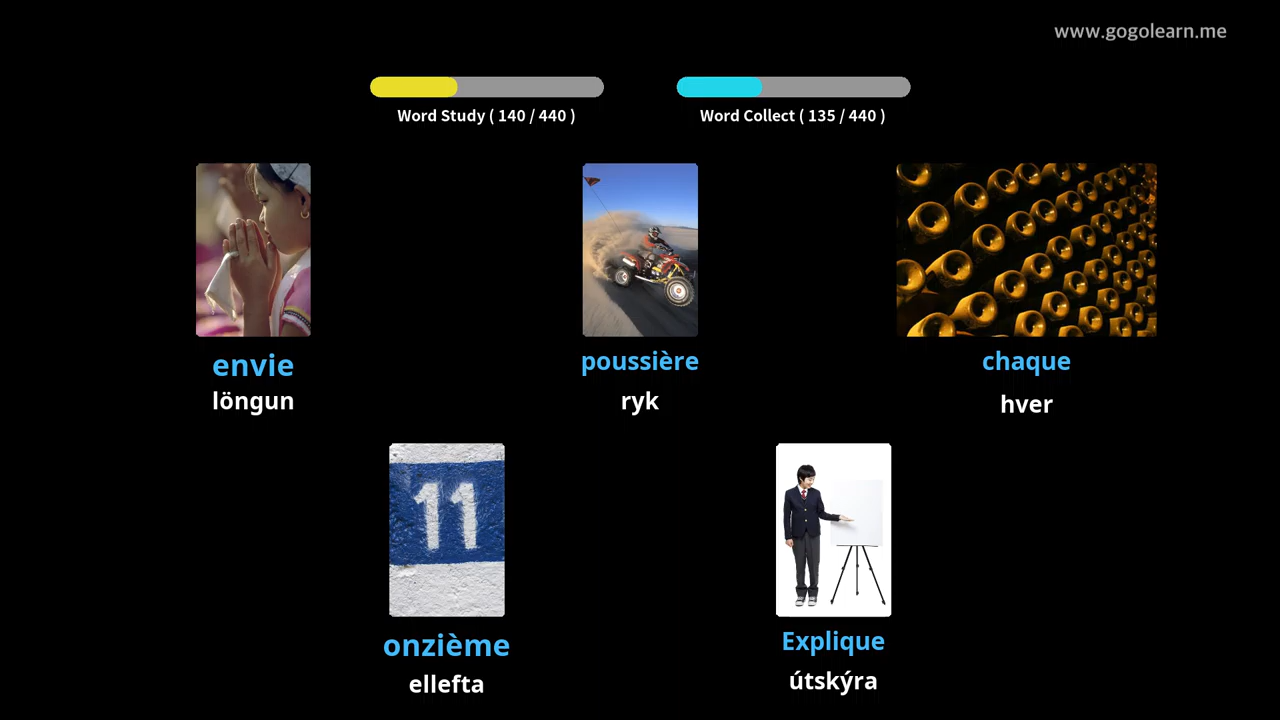 www.gogolearn.me
Word Study ( 140 / 440 )
Word Collect ( 135 / 440 )
envie
löngun
poussière
ryk
chaque
hver
11
onzième
ellefta
Explique
útskýra